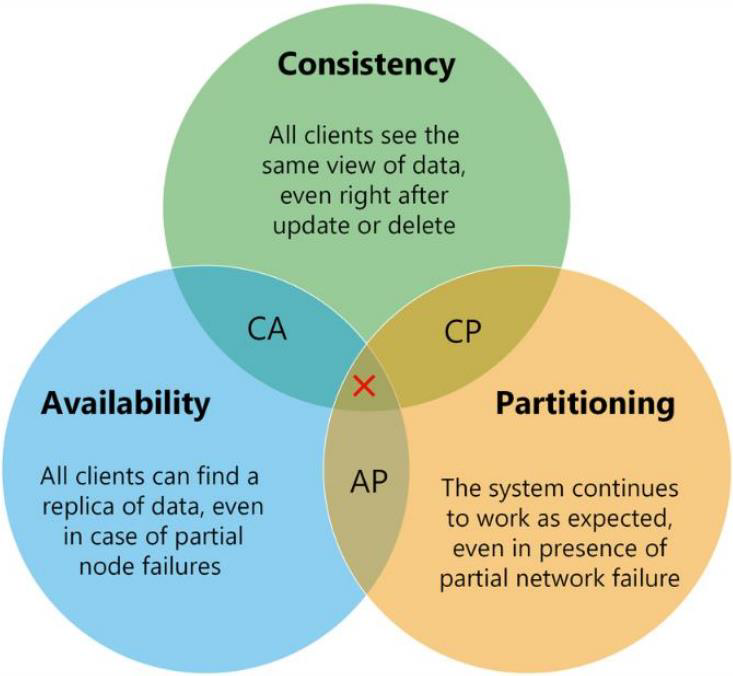 Consistency
All clients see the
same view of data,
even right after
update or delete
CA
CP
Availability
All clients can find a
replica of data, even
in case of partial
node failures
Partitioning
The system continues
to work as expected,
even in presence of
partial network failure
AP